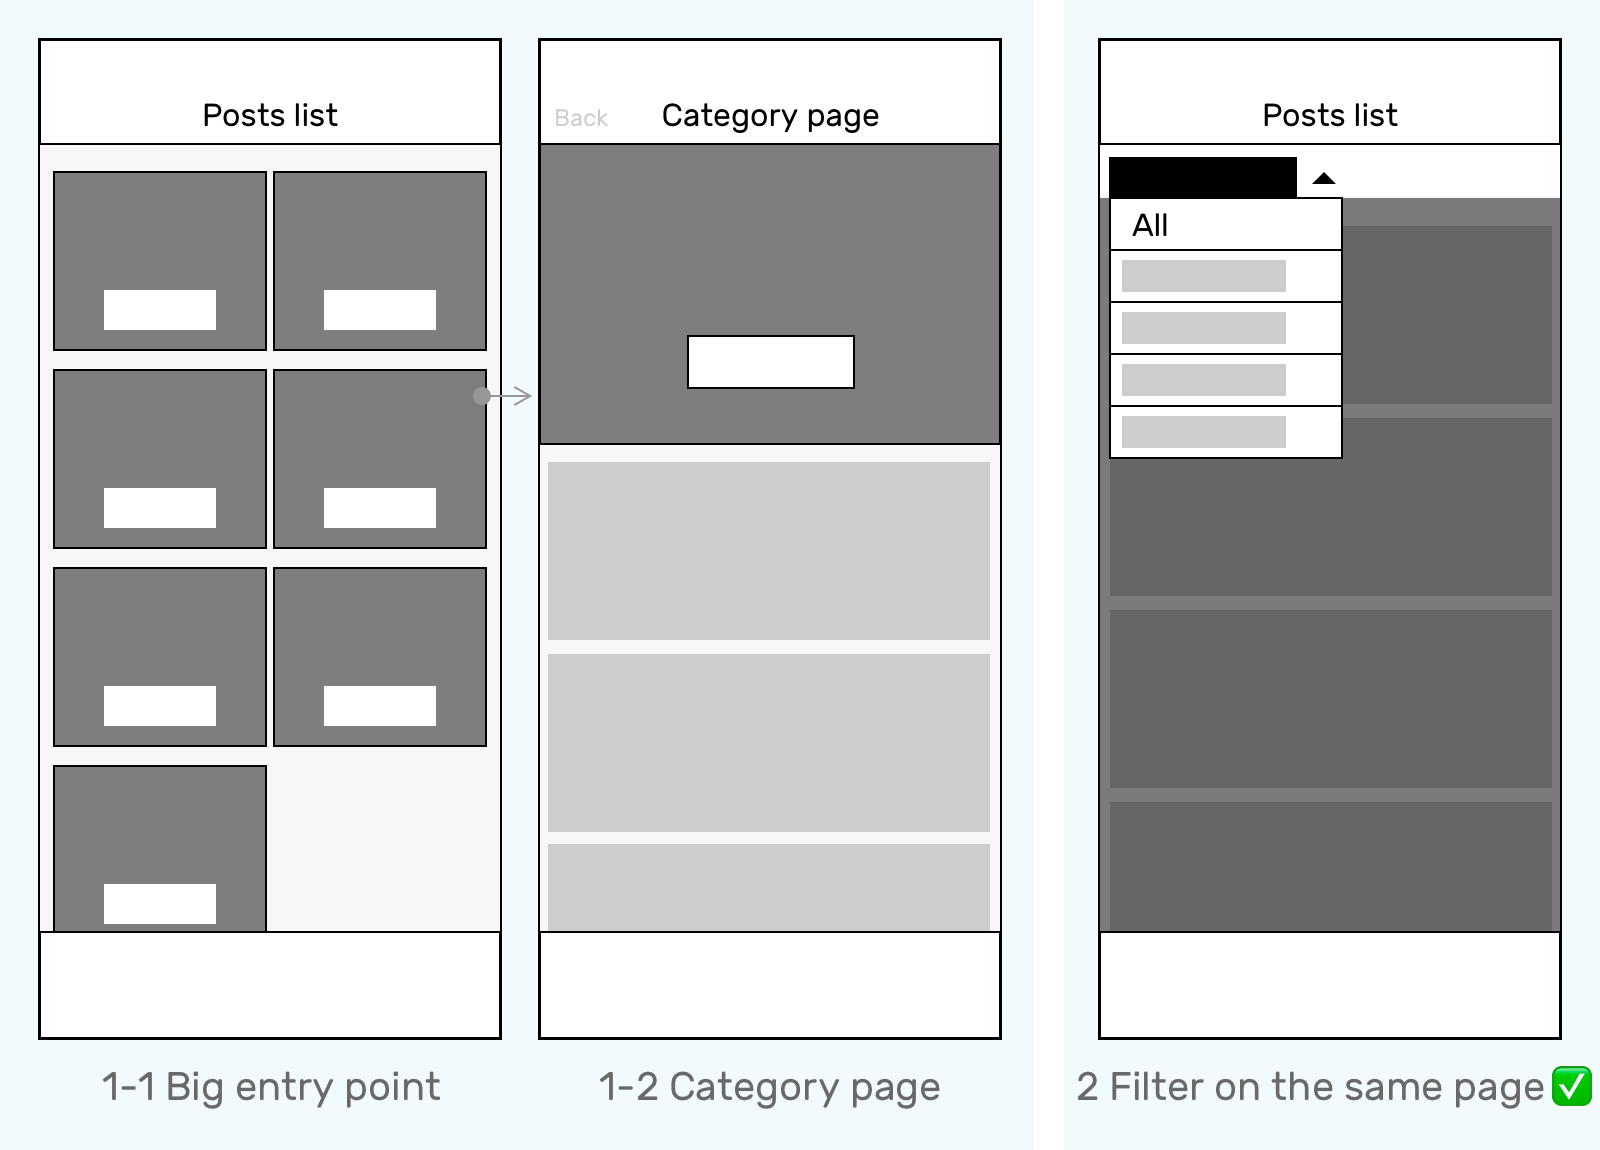 Posts list
Back
Category page
Posts list
All
1-1 Big entry point
1-2 Category page
2 Filter on the same page ✅